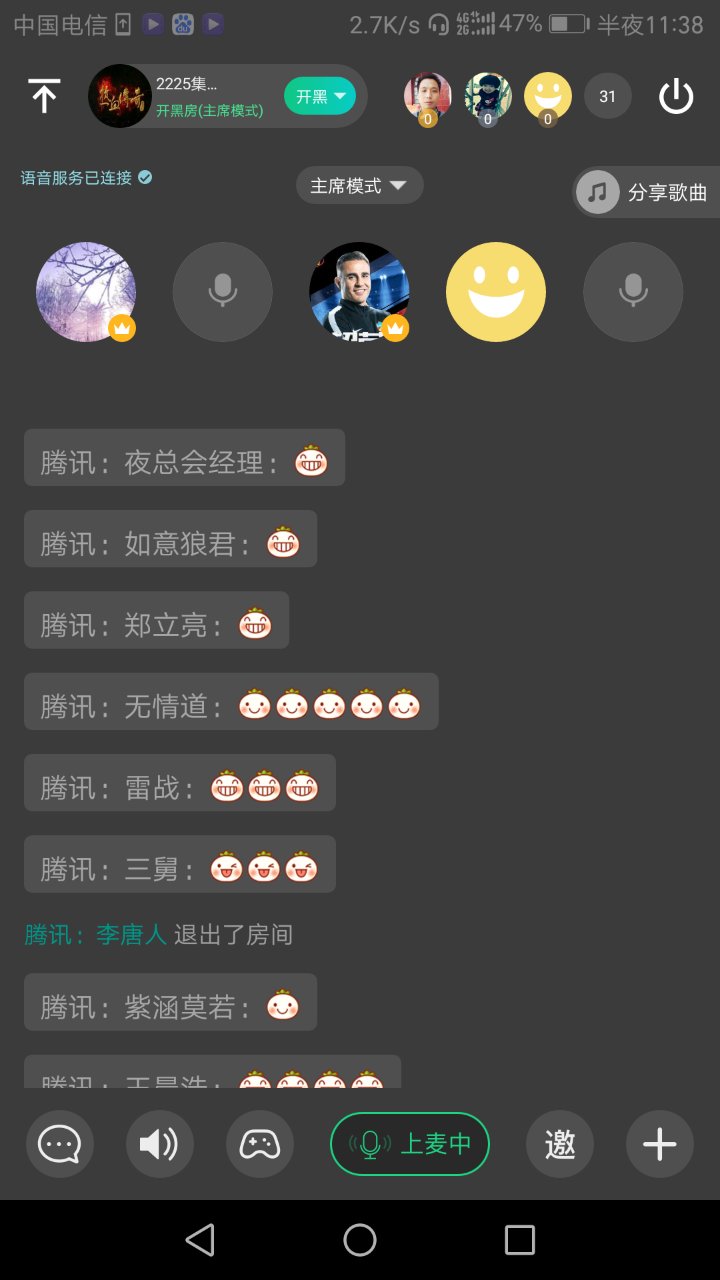 中国电信 2.7K/s 4G 2G 47% 半夜11:38
热血传奇
2225集...
开黑房(主席模式)
开黑
0 0 0
31
语音服务已连接
主席模式
分享歌曲
腾讯：夜总会经理：
腾讯：如意狼君：
腾讯：郑立亮：
腾讯：无情道：
腾讯：雷战：
腾讯：三舅：
腾讯：李唐人 退出了房间
腾讯：紫涵莫若：
上麦中
邀